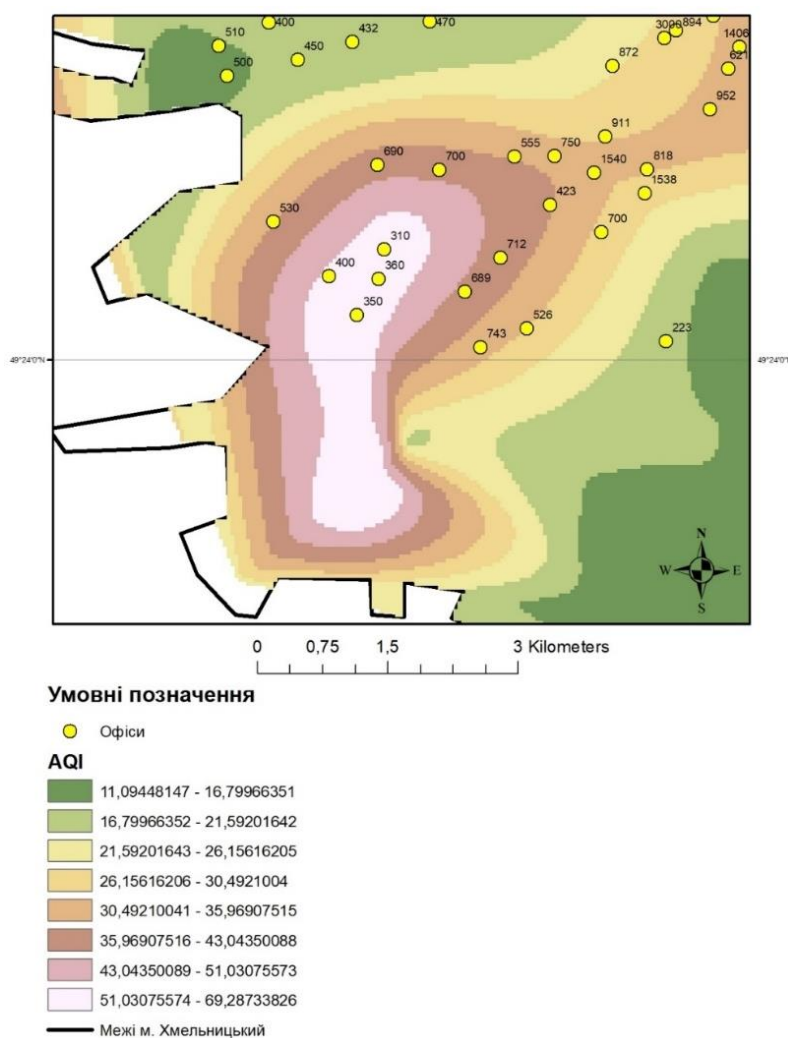 400
470
510
432
450
500
3000
894
1406
872
621
952
911
690
700
555
750
1540
818
1538
530
423
700
310
712
400
360
689
350
526
743
223
49°24'0"N
49°24'0"N
N
W
E
S
0
0,75
1,5
3 Kilometers
Умовні позначення
Офіси
AQI
11,09448147 - 16,79966351
16,79966352 - 21,59201642
21,59201643 - 26,15616205
26,15616206 - 30,4921004
30,49210041 - 35,96907515
35,96907516 - 43,04350088
43,04350089 - 51,03075573
51,03075574 - 69,28733826
Межі м. Хмельницький